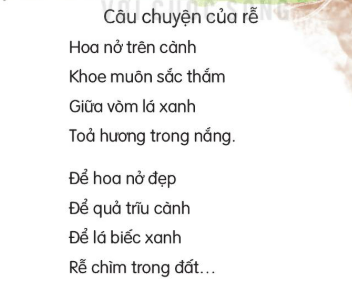 Câu chuyện của rễ
Hoa nở trên cành
Khoe muôn sắc thắm
Giữa vòm lá xanh
Toả hương trong nắng.
Để hoa nở đẹp
Để quả trĩu cành
Để lá biếc xanh
Rễ chìm trong đất...